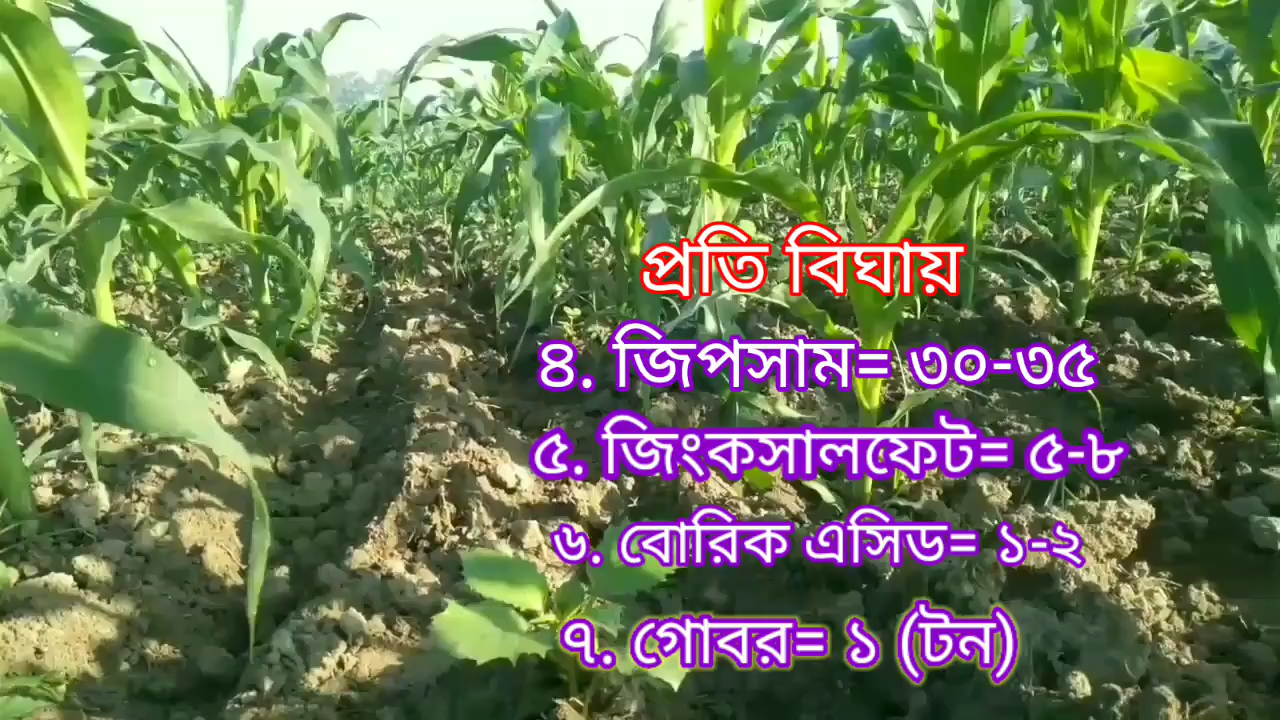 প্রতি বিঘায়
৪. জিপসাম= ৩০-৩৫
৫. জিংকসালফেট= ৫-৮
৬. বোরিক এসিড= ১-২
৭. গোবর= ১ (টন)